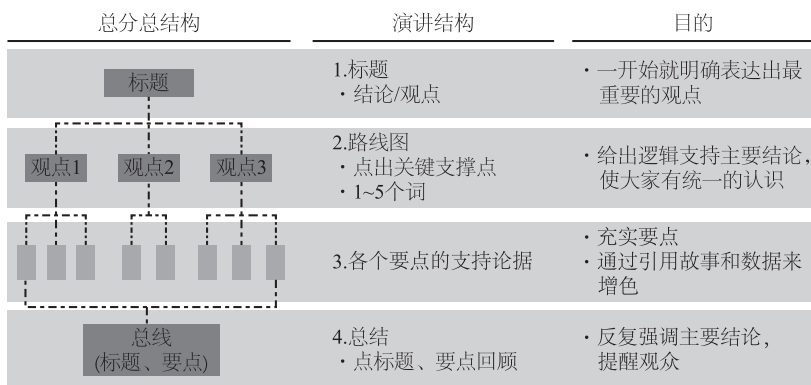 总分总结构
演讲结构
目的
标题
1.标题
·结论/观点
·一开始就明确表达出最
重要的观点
观点1
观点2
观点3
2.路线图
·点出关键支撑点
·1~5个词
·给出逻辑支持主要结论，
使大家有统一的认识
3.各个要点的支持论据
·充实要点
·通过引用故事和数据来
增色
总线
(标题、要点)
4.总结
·点标题、要点回顾
·反复强调主要结论，
提醒观众